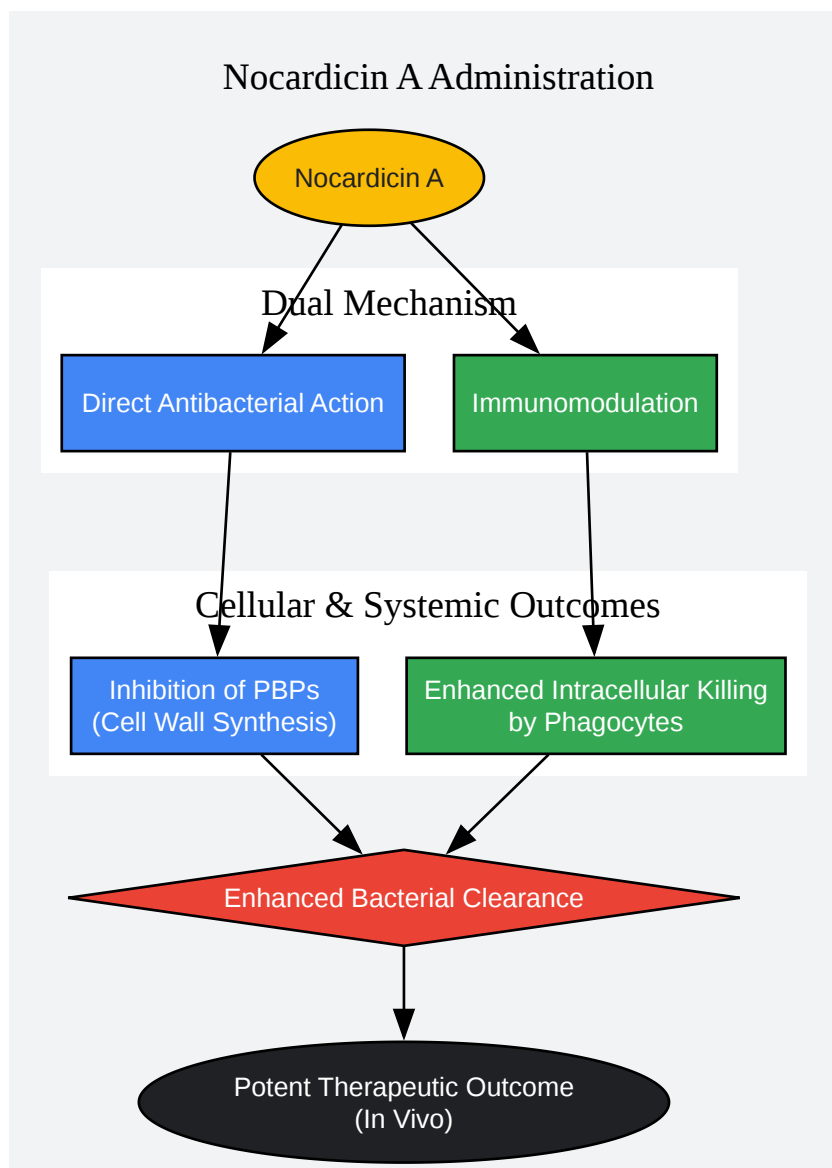 Nocardicin A Administration
Nocardicin A
Dual Mechanism
Direct Antibacterial Action
Immunomodulation
Cellular & Systemic Outcomes
Inhibition of PBPs
(Cell Wall Synthesis)
Enhanced Intracellular Killing
by Phagocytes
Enhanced Bacterial Clearance
Potent Therapeutic Outcome
(In Vivo)